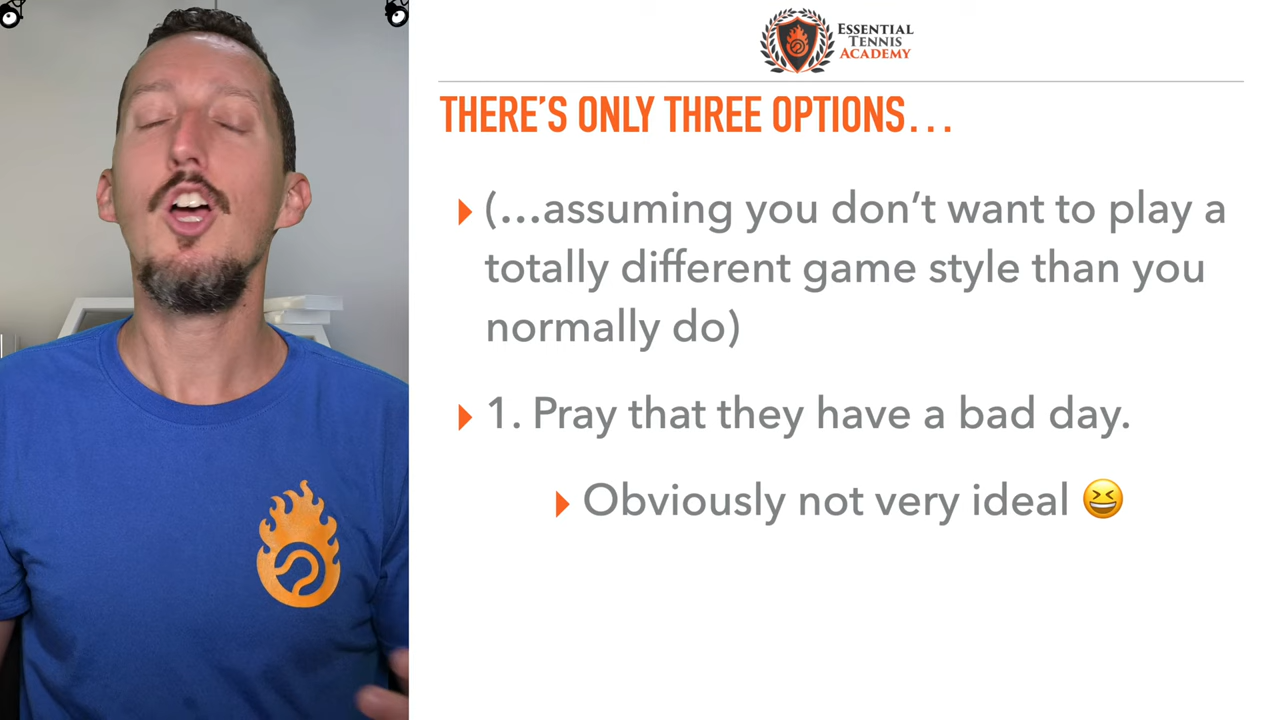 ESSENTIAL
TENNIS
ACADEMY
THERE’S ONLY THREE OPTIONS…
(…assuming you don’t want to play a
totally different game style than you
normally do)
1. Pray that they have a bad day.
Obviously not very ideal 😆